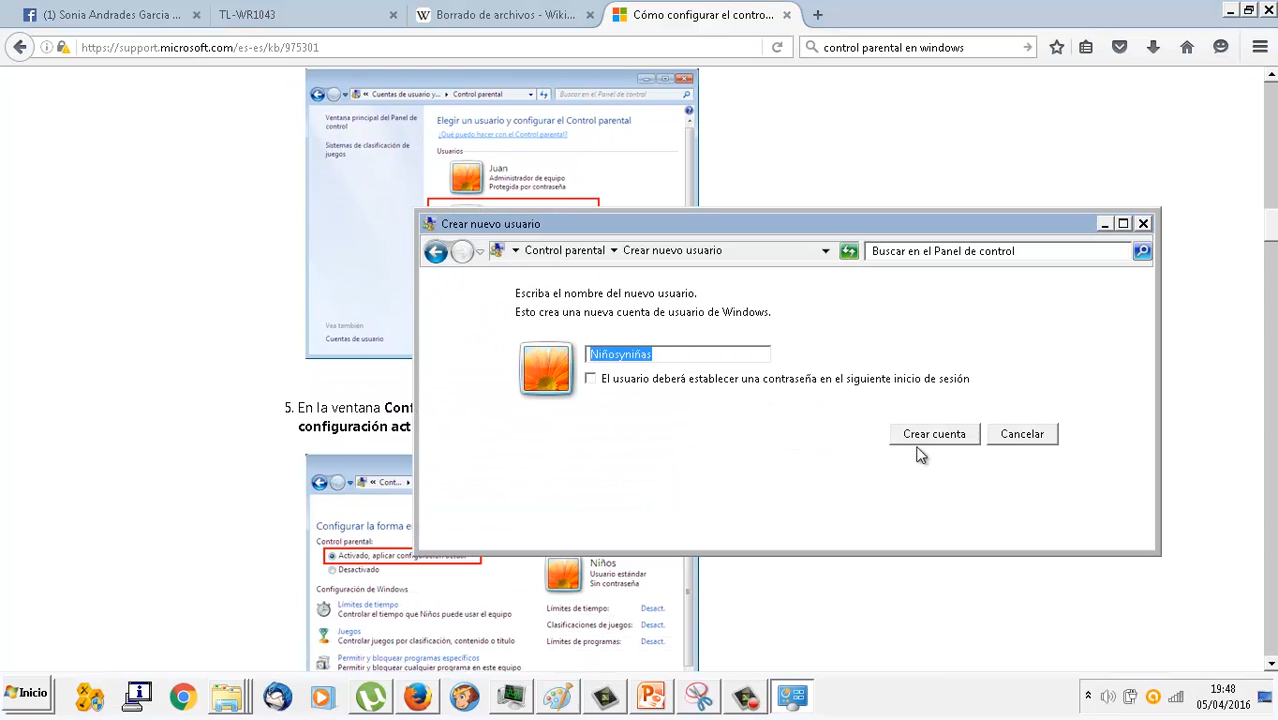 (1) Sonia Andrades Garcia ...
TL-WR1043
W Borrado de archivos - Wikih...
Cómo configurar el contro...
https://support.microsoft.com/es-es/kb/975301
control parental en windows
Cuentas de usuario y... Control parental
Buscar en el Panel de control
Ventana principal del Panel de control
Elegir un usuario y configurar el Control parental
¿Qué puedo hacer con el Control parental?
Sistemas de clasificación de juegos
Usuarios
Juan
Administrador de equipo
Protegida por contraseña
Vea también
Cuentas de usuario
Crear nuevo usuario
Control parental Crear nuevo usuario
Buscar en el Panel de control
Escriba el nombre del nuevo usuario.
Esto crea una nueva cuenta de usuario de Windows.
Niñosyniñas
El usuario deberá establecer una contraseña en el siguiente inicio de sesión
Crear cuenta
Cancelar
5. En la ventana Con
configuración act
Cont...
Configurar la forma e
Control parental:
Activado, aplicar configuración actual
Desactivado
Configuración de Windows
Límites de tiempo
Controlar el tiempo que Niños puede usar el equipo
Juegos
Controlar juegos por clasificación, contenido o título
Permitir y bloquear programas específicos
Permitir y bloquear cualquier programa en este equipo
Niños
Usuario estándar
Sin contraseña
Límites de tiempo: Desact.
Clasificaciones de juegos: Desact.
Límites de programas: Desact.
Inicio
19:48
05/04/2016